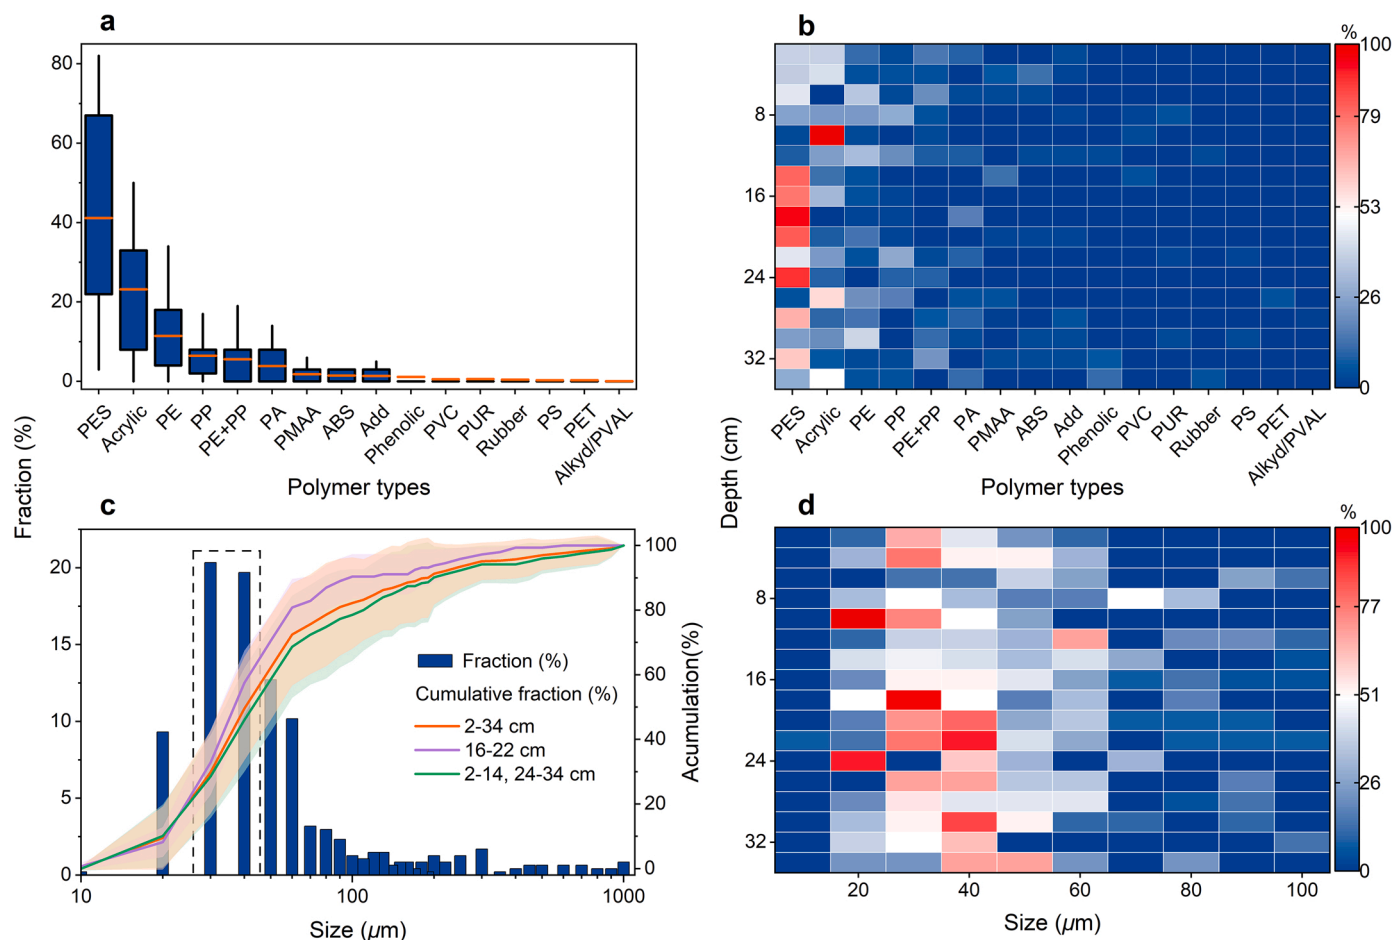 a
80
60
40
20
0
PES
Acrylic
PE
PP
PE+PP
PA
PMAA
ABS
Add
Phenolic
PVC
PUR
Rubber
PS
PET
Alkyd/PVAL
Polymer types
Fraction (%)
b
%
100
79
53
26
0
8
16
24
32
PES
Acrylic
PE
PP
PE+PP
PA
PMAA
ABS
Add
Phenolic
PVC
PUR
Rubber
PS
PET
Alkyd/PVAL
Polymer types
Depth (cm)
c
20
15
10
5
0
10
100
1000
Size (μm)
100
80
60
40
20
0
Acumulation(%)
Fraction (%)
Cumulative fraction (%)
2-34 cm
16-22 cm
2-14, 24-34 cm
d
%
100
77
51
26
0
8
16
24
32
20
40
60
80
100
Size (μm)